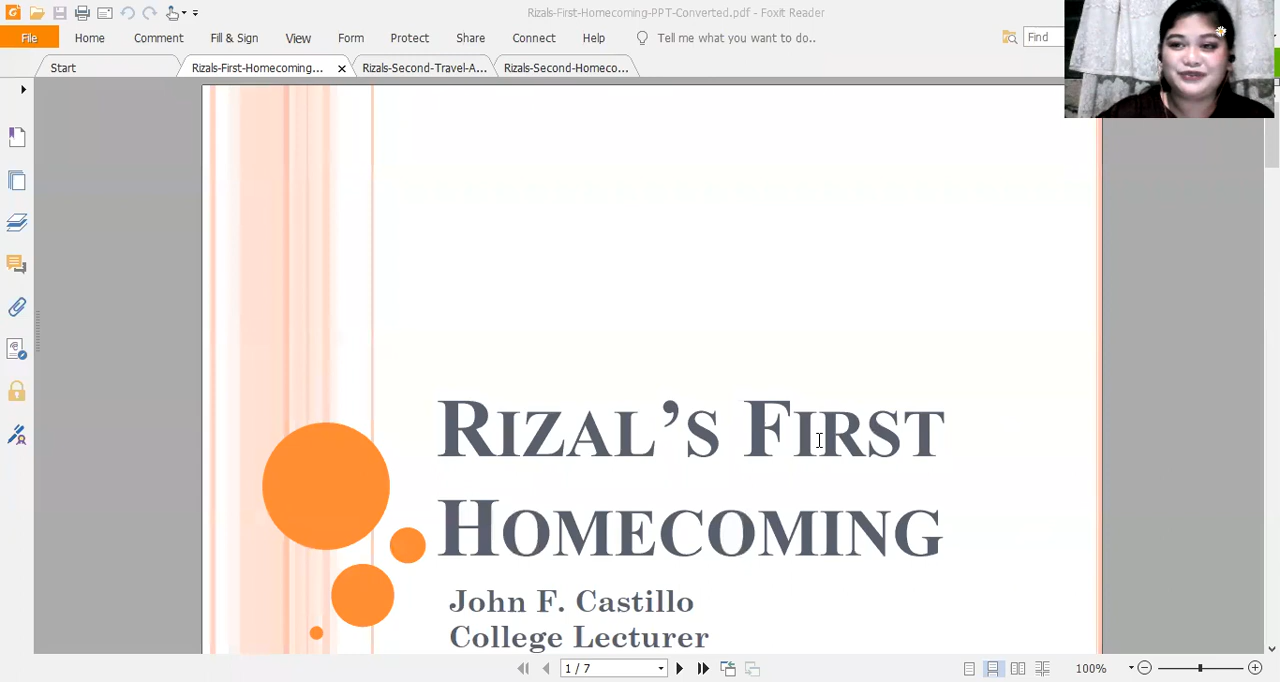 Rizals-First-Homecoming-PPT-Converted.pdf - Foxit Reader
File Home Comment Fill & Sign View Form Protect Share Connect Help Tell me what you want to do.. Find
Start Rizals-First-Homecoming... Rizals-Second-Travel-A... Rizals-Second-Homeco...
RIZAL’S FIRST
HOMECOMING
John F. Castillo
College Lecturer
1 / 7 100%